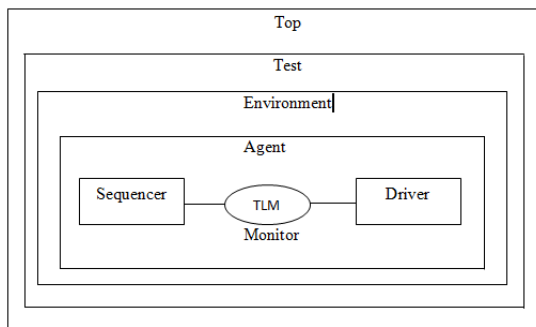 Top
Test
Environment
Agent
Sequencer
TLM
Driver
Monitor